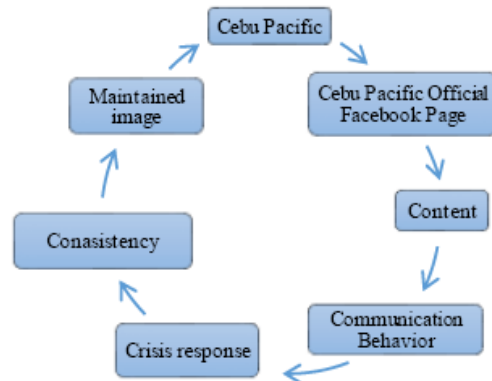 Cebu Pacific
Cebu Pacific Official
Facebook Page
Content
Communication
Behavior
Crisis response
Conasistency
Maintained
image